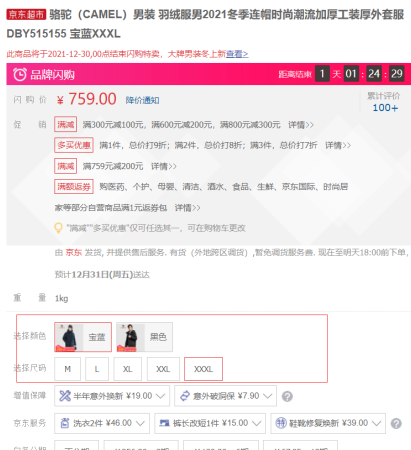 京东超市 骆驼（CAMEL）男装 羽绒服男2021冬季连帽时尚潮流加厚工装厚外套服
DBY515155 宝蓝XXXL
此商品将于2021-12-30,00点结束闪购特卖，大牌男装冬上新查看>
品牌闪购 距离结束 1 天 01:24:29
闪购价 ￥759.00 降价通知 累计评价
100+
促销 满减 满300元减100元，满600元减200元，满800元减300元 详情>>
多买优惠 满1件，总价打9折；满2件，总价打8折；满3件，总价打7折 详情>>
满减 满759元减200元 详情>>
满额返券 购医药、个护、母婴、清洁、酒水、食品、生鲜、京东国际、时尚居
家等部分自营商品满1元返券包 详情>>
“满减”“多买优惠”仅可任选其一，可在购物车更改
由 京东 发货, 并提供售后服务. 有货（外地跨区调货）,暂免调货服务费. 现在至明天18:00前下单，
预计12月31日(周五)送达
重量 1kg
选择颜色 宝蓝 黑色
选择尺码 M L XL XXL XXXL
增值保障 半年意外换新 ￥19.00 意外破洞保 ￥7.90
京东服务 洗衣2件 ￥46.00 裤长改短1件 ￥15.00 鞋靴修复焕新 ￥39.00